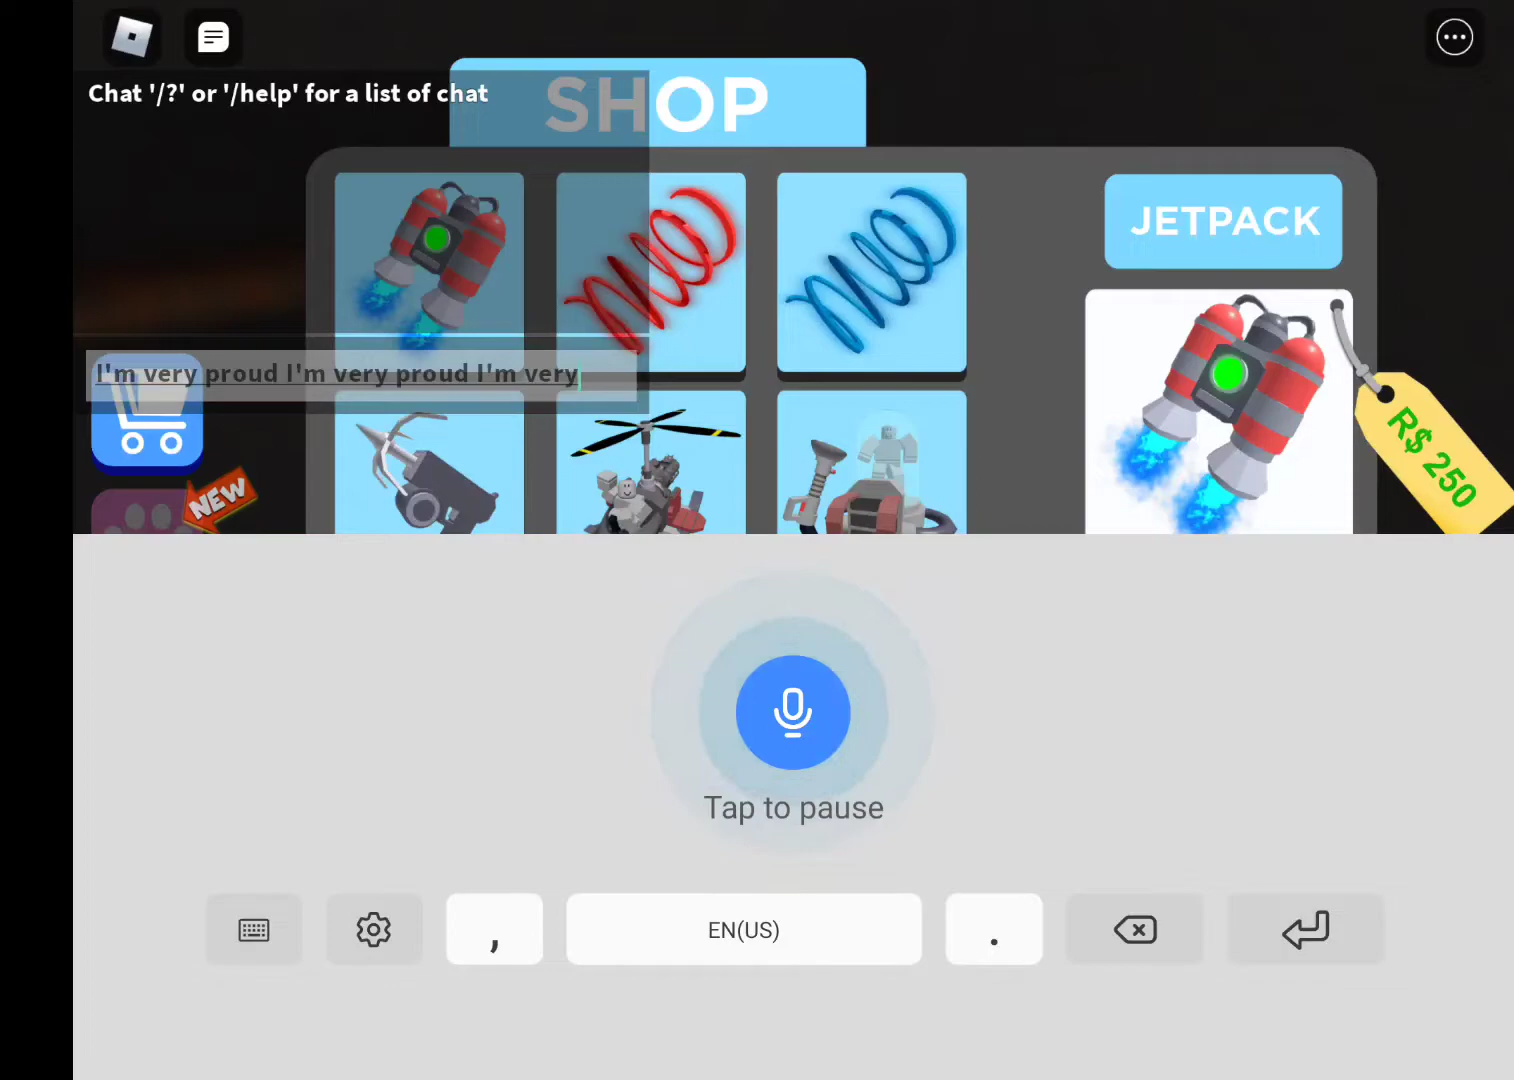 Chat '/?' or '/help' for a list of chat
SHOP
JETPACK
I'm very proud I'm very proud I'm very
R$ 250
NEW
Tap to pause
,
EN(US)
.